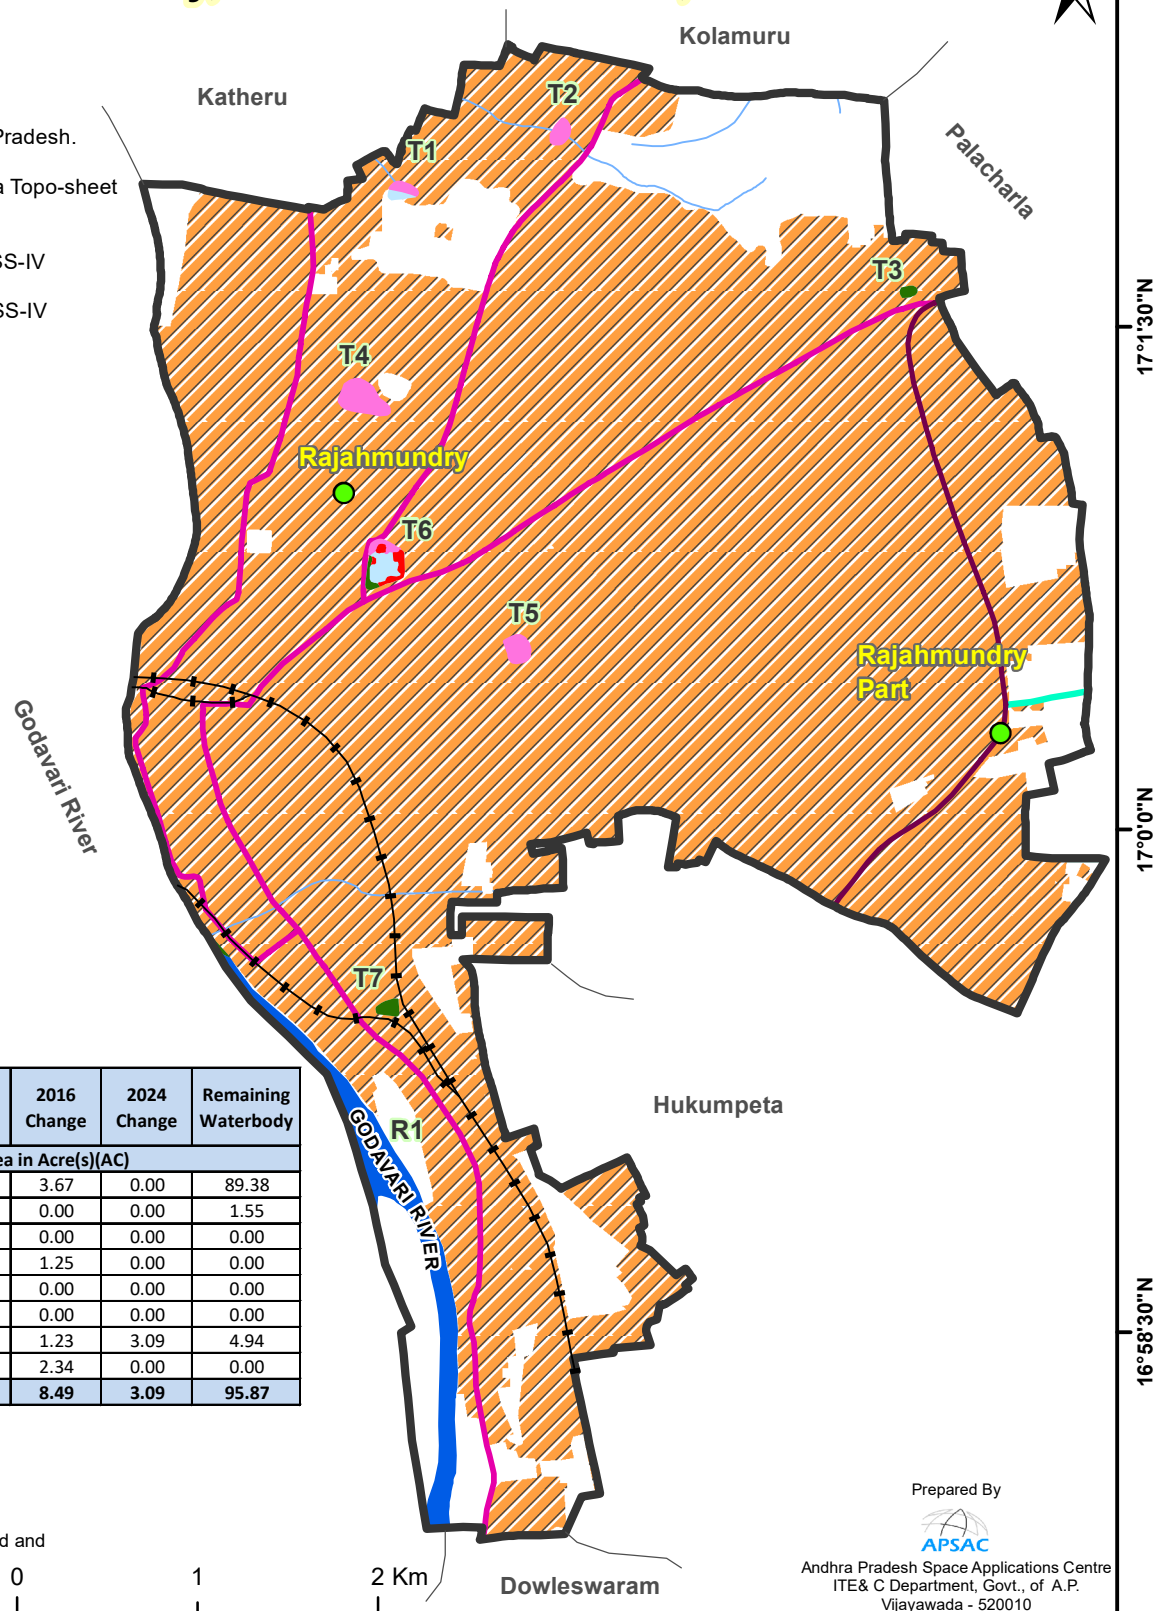 Kolamuru
Katheru
T2
Pradesh.
T1
Palacharla
Topo-sheet
SS-IV
T3
SS-IV
17°1'30"N
T4
Rajahmundry
T6
T5
Rajahmundry
Part
Godavari River
17°0'0"N
T7
2016 Change 2024 Change Remaining Waterbody
in Acre(s)(AC)
3.67 0.00 89.38
0.00 0.00 1.55
0.00 0.00 0.00
1.25 0.00 0.00
0.00 0.00 0.00
0.00 0.00 0.00
1.23 3.09 4.94
2.34 0.00 0.00
8.49 3.09 95.87
Hukumpeta
R1
GODAVARI RIVER
16°58'30"N
Prepared By
APSAC
Andhra Pradesh Space Applications Centre
ITE& C Department, Govt., of A.P.
Vijayawada - 520010
and
0 1 2 Km
Dowleswaram